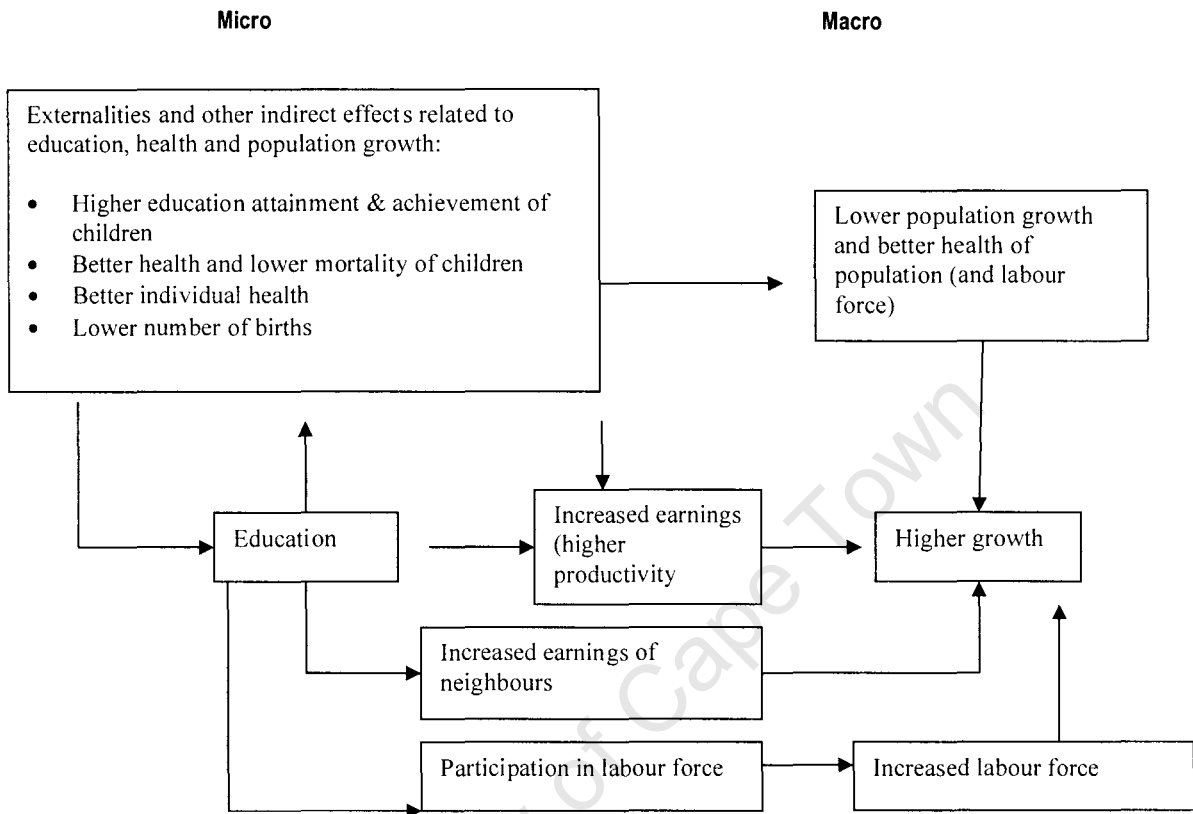 Micro
Macro
Externalities and other indirect effects related to
education, health and population growth:
• Higher education attainment & achievement of
children
• Better health and lower mortality of children
• Better individual health
• Lower number of births
Lower population growth
and better health of
population (and labour
force)
Education
Increased earnings
(higher
productivity
Higher growth
Increased earnings of
neighbours
Participation in labour force
Increased labour force
of Cape Town